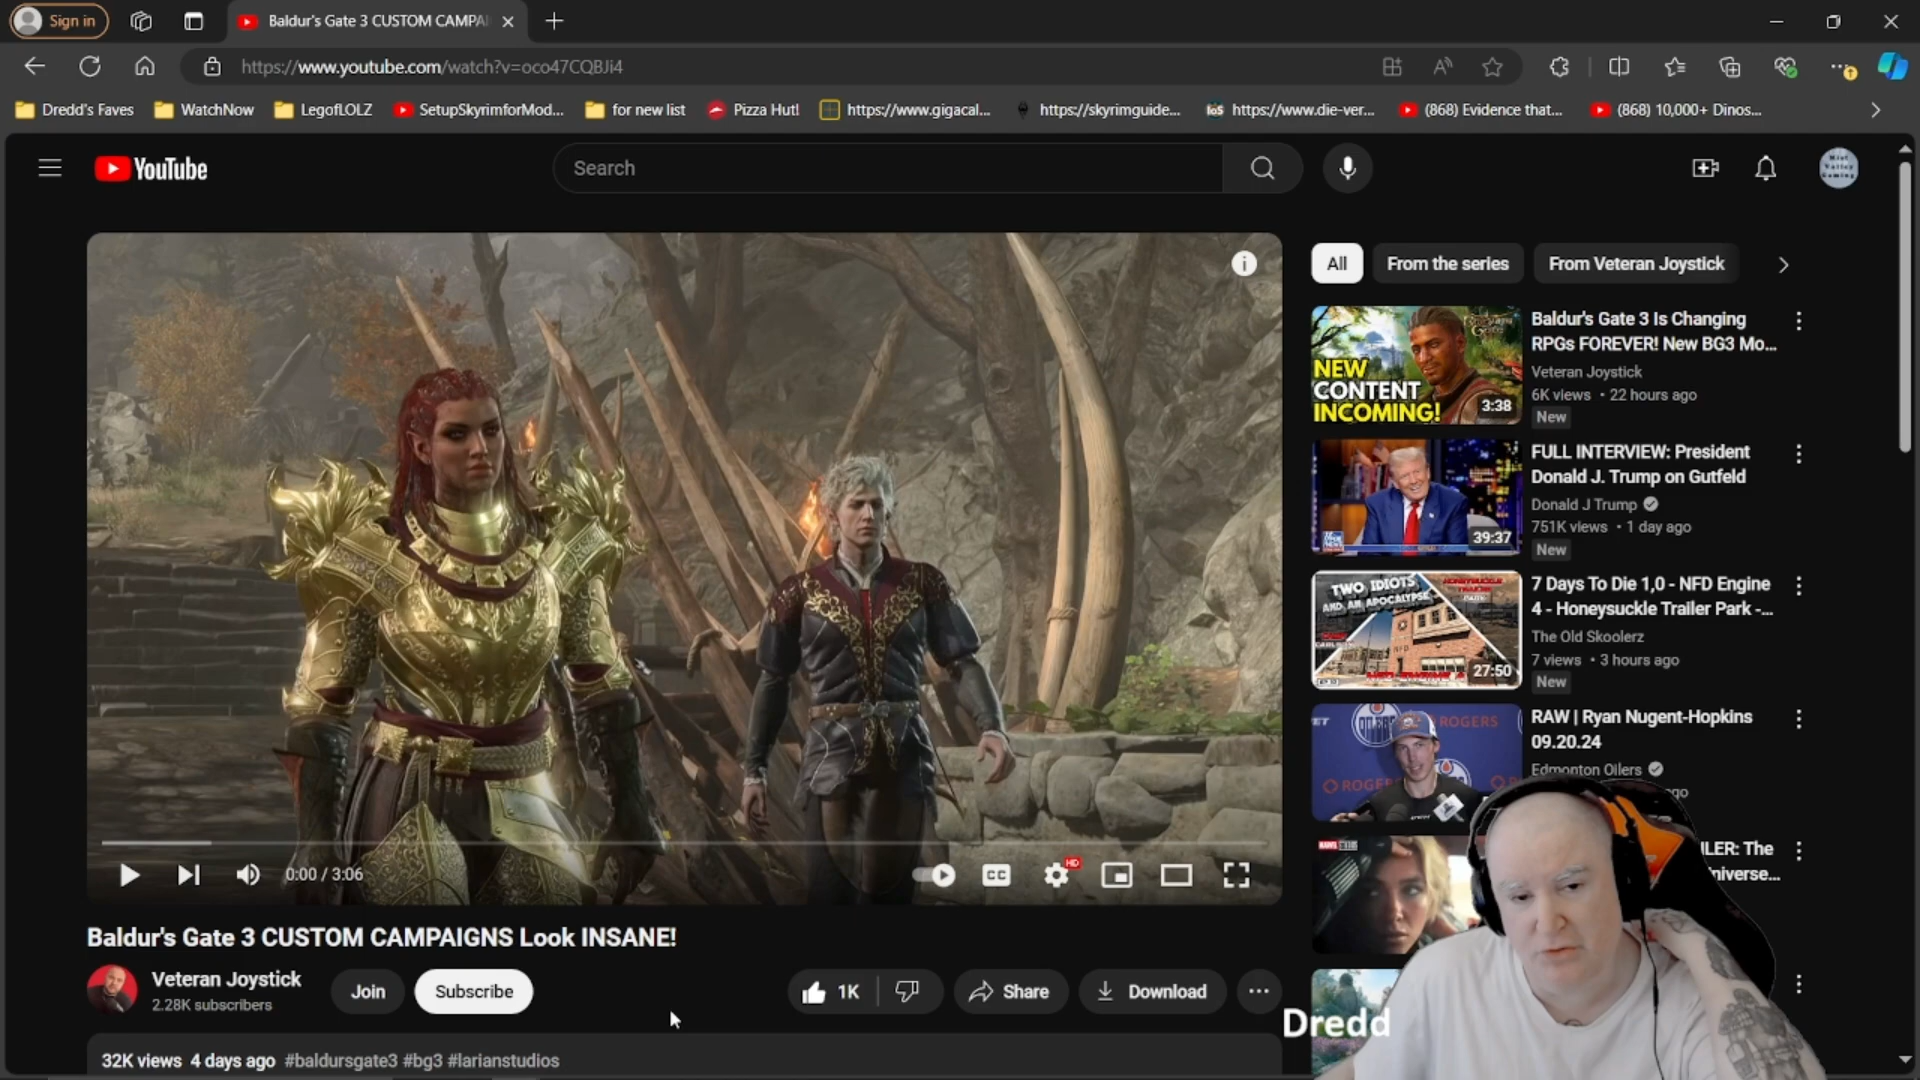 Sign in
Baldur's Gate 3 CUSTOM CAMPAI
https://www.youtube.com/watch?v=oco47CQBJi4
Dredd's Faves
WatchNow
LegofLOLZ
SetupSkyrimforMod...
for new list
Pizza Hut!
https://www.gigacal...
https://skyrimguide...
https://www.die-ver...
(868) Evidence that...
(868) 10,000+ Dinos...
YouTube
Search
All
From the series
From Veteran Joystick
NEW
CONTENT
INCOMING!
3:38
Baldur's Gate 3 Is Changing
RPGs FOREVER! New BG3 Mo...
Veteran Joystick
6K views • 22 hours ago
New
39:37
FULL INTERVIEW: President
Donald J. Trump on Gutfeld
Donald J Trump
751K views • 1 day ago
New
TWO IDIOTS
AND AN APOCALYPSE
27:50
7 Days To Die 1,0 - NFD Engine
4 - Honeysuckle Trailer Park -...
The Old Skoolerz
7 views • 3 hours ago
New
ROGERS
RAW | Ryan Nugent-Hopkins
09.20.24
Edmonton Oilers
ago
ILER: The
niverse...
0:00 / 3:06
CC
HD
Baldur's Gate 3 CUSTOM CAMPAIGNS Look INSANE!
Veteran Joystick
2.28K subscribers
Join
Subscribe
1K
Share
Download
Dredd
32K views 4 days ago #baldursgate3 #bg3 #larianstudios